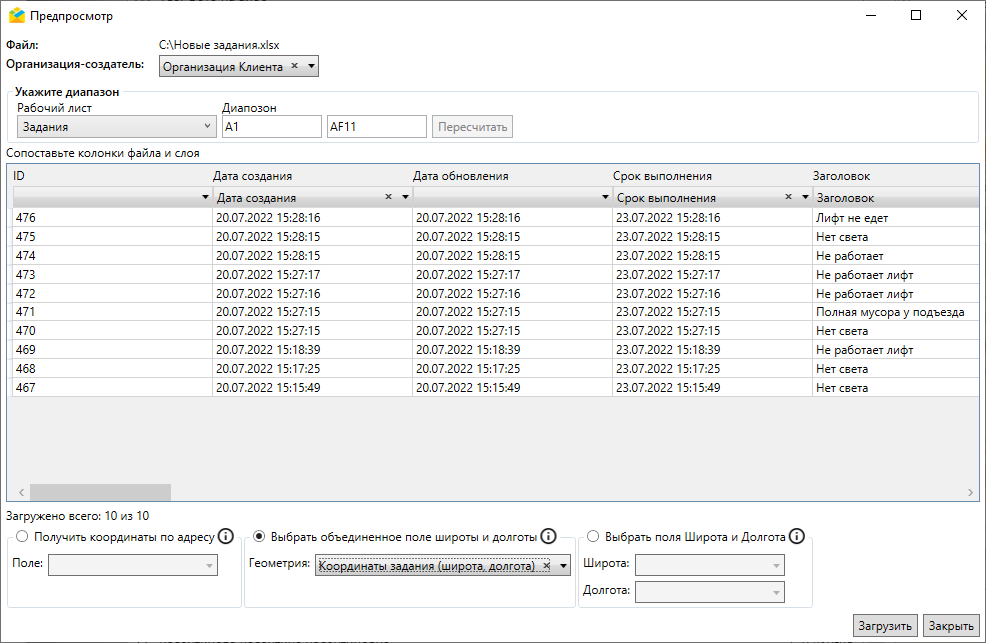 Предпросмотр
Файл: C:\Новые задания.xlsx
Организация-создатель: Организация Клиента
Укажите диапазон
Рабочий лист Диапозон
Задания A1 AF11 Пересчитать
Сопоставьте колонки файла и слоя
ID Дата создания Дата обновления Срок выполнения Заголовок
Дата создания Срок выполнения Заголовок
476 20.07.2022 15:28:16 20.07.2022 15:28:16 23.07.2022 15:28:16 Лифт не едет
475 20.07.2022 15:28:15 20.07.2022 15:28:15 23.07.2022 15:28:15 Нет света
474 20.07.2022 15:28:15 20.07.2022 15:28:15 23.07.2022 15:28:15 Не работает
473 20.07.2022 15:27:17 20.07.2022 15:27:17 23.07.2022 15:27:17 Не работает лифт
472 20.07.2022 15:27:16 20.07.2022 15:27:16 23.07.2022 15:27:16 Не работает лифт
471 20.07.2022 15:27:15 20.07.2022 15:27:15 23.07.2022 15:27:15 Полная мусора у подъезда
470 20.07.2022 15:27:15 20.07.2022 15:27:15 23.07.2022 15:27:15 Нет света
469 20.07.2022 15:18:39 20.07.2022 15:18:39 23.07.2022 15:18:39 Не работает лифт
468 20.07.2022 15:17:25 20.07.2022 15:17:25 23.07.2022 15:17:25 Нет света
467 20.07.2022 15:15:49 20.07.2022 15:15:49 23.07.2022 15:15:49 Нет света
Загружено всего: 10 из 10
Получить координаты по адресу Выбрать объединенное поле широты и долготы Выбрать поля Широта и Долгота
Поле: Геометрия: Координаты задания (широта, долгота) Широта:
Долгота:
Загрузить Закрыть